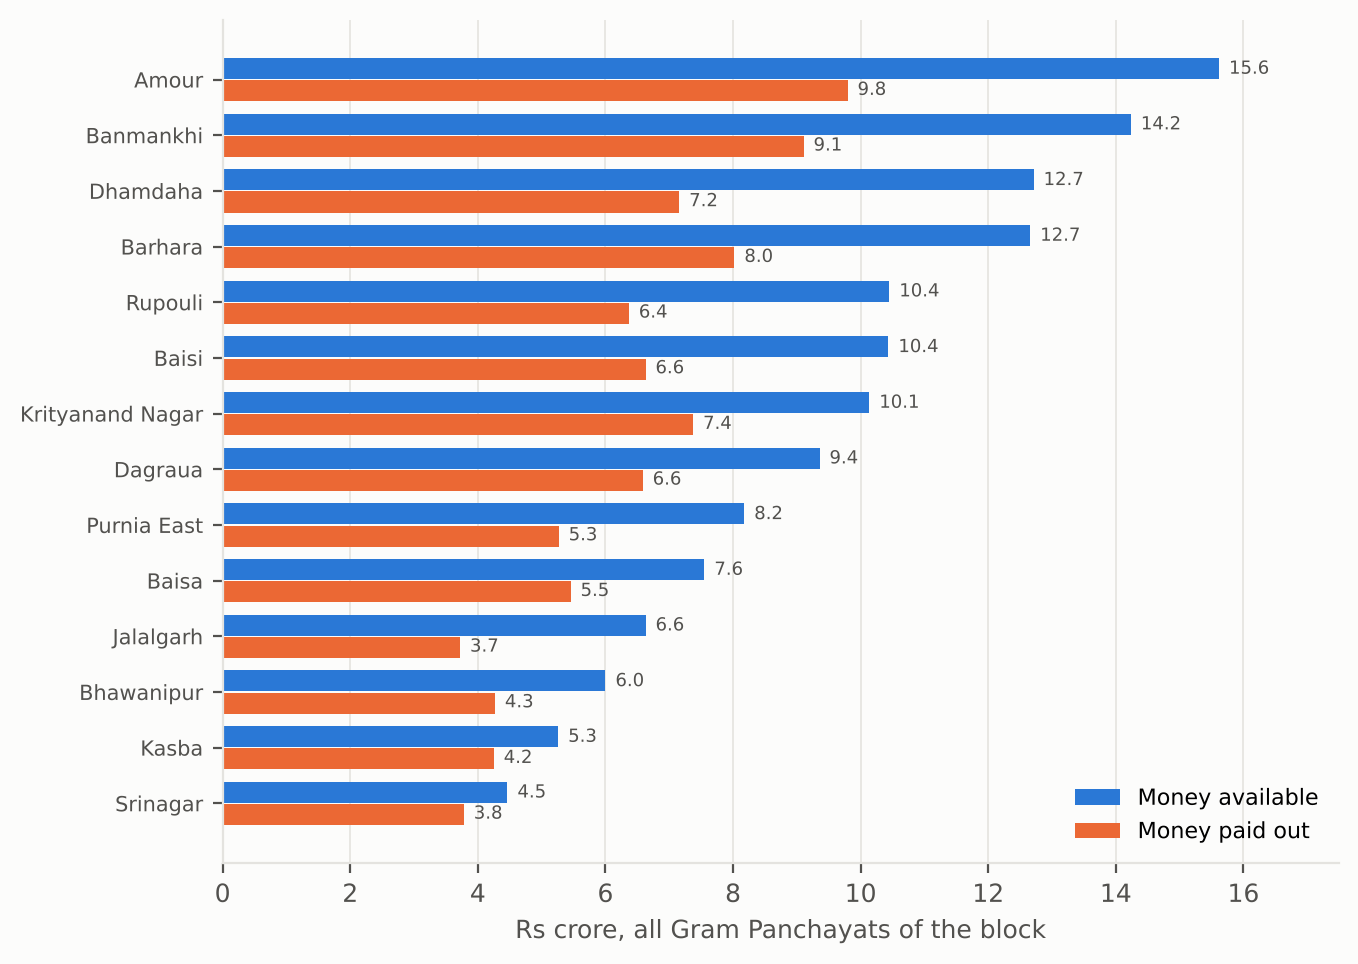 Amour 15.6
9.8
Banmankhi 14.2
9.1
Dhamdaha 12.7
7.2
Barhara 12.7
8.0
Rupouli 10.4
6.4
Baisi 10.4
6.6
Krityanand Nagar 10.1
7.4
Dagraua 9.4
6.6
Purnia East 8.2
5.3
Baisa 7.6
5.5
Jalalgarh 6.6
3.7
Bhawanipur 6.0
4.3
Kasba 5.3
4.2
Srinagar 4.5
3.8
Money available
Money paid out
0 2 4 6 8 10 12 14 16
Rs crore, all Gram Panchayats of the block